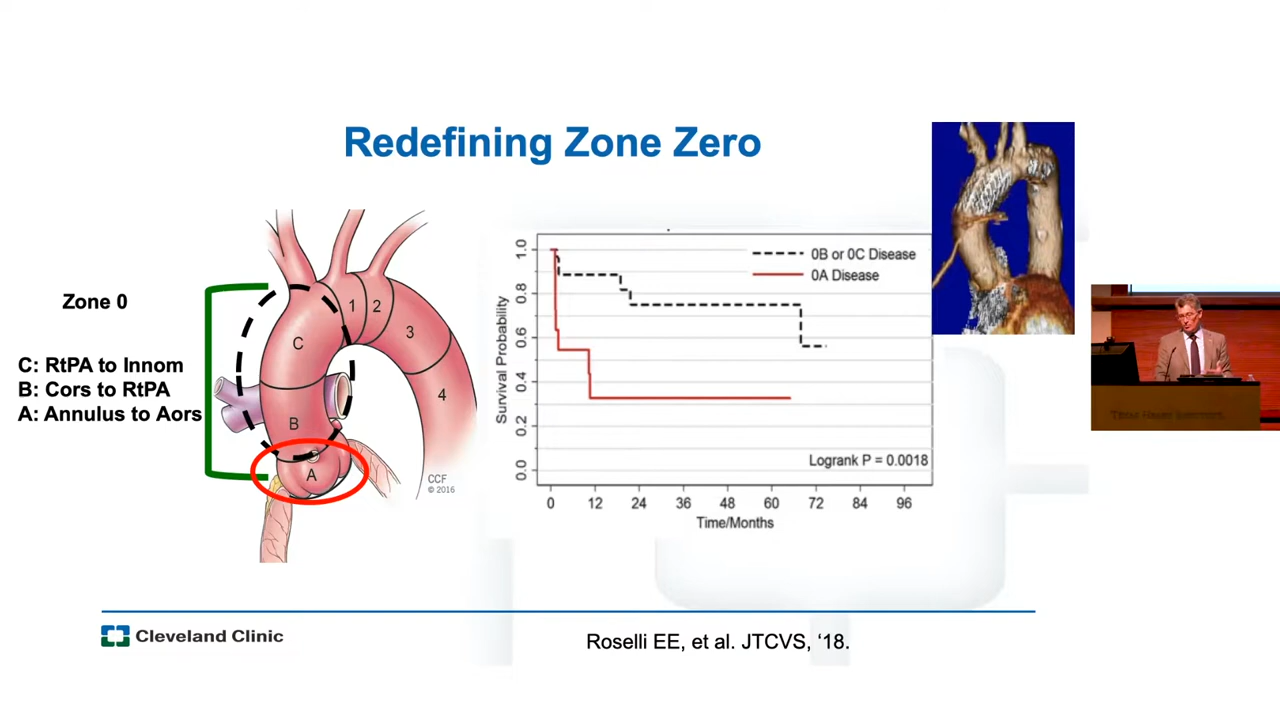 Redefining Zone Zero
Zone 0
C: RtPA to Innom
B: Cors to RtPA
A: Annulus to Aors
C
1
2
3
4
B
A
CCF
© 2016
Survival Probability
1.0
0.8
0.6
0.4
0.2
0.0
0B or 0C Disease
0A Disease
Logrank P = 0.0018
0 12 24 36 48 60 72 84 96
Time/Months
Cleveland Clinic
Roselli EE, et al. JTCVS, ‘18.